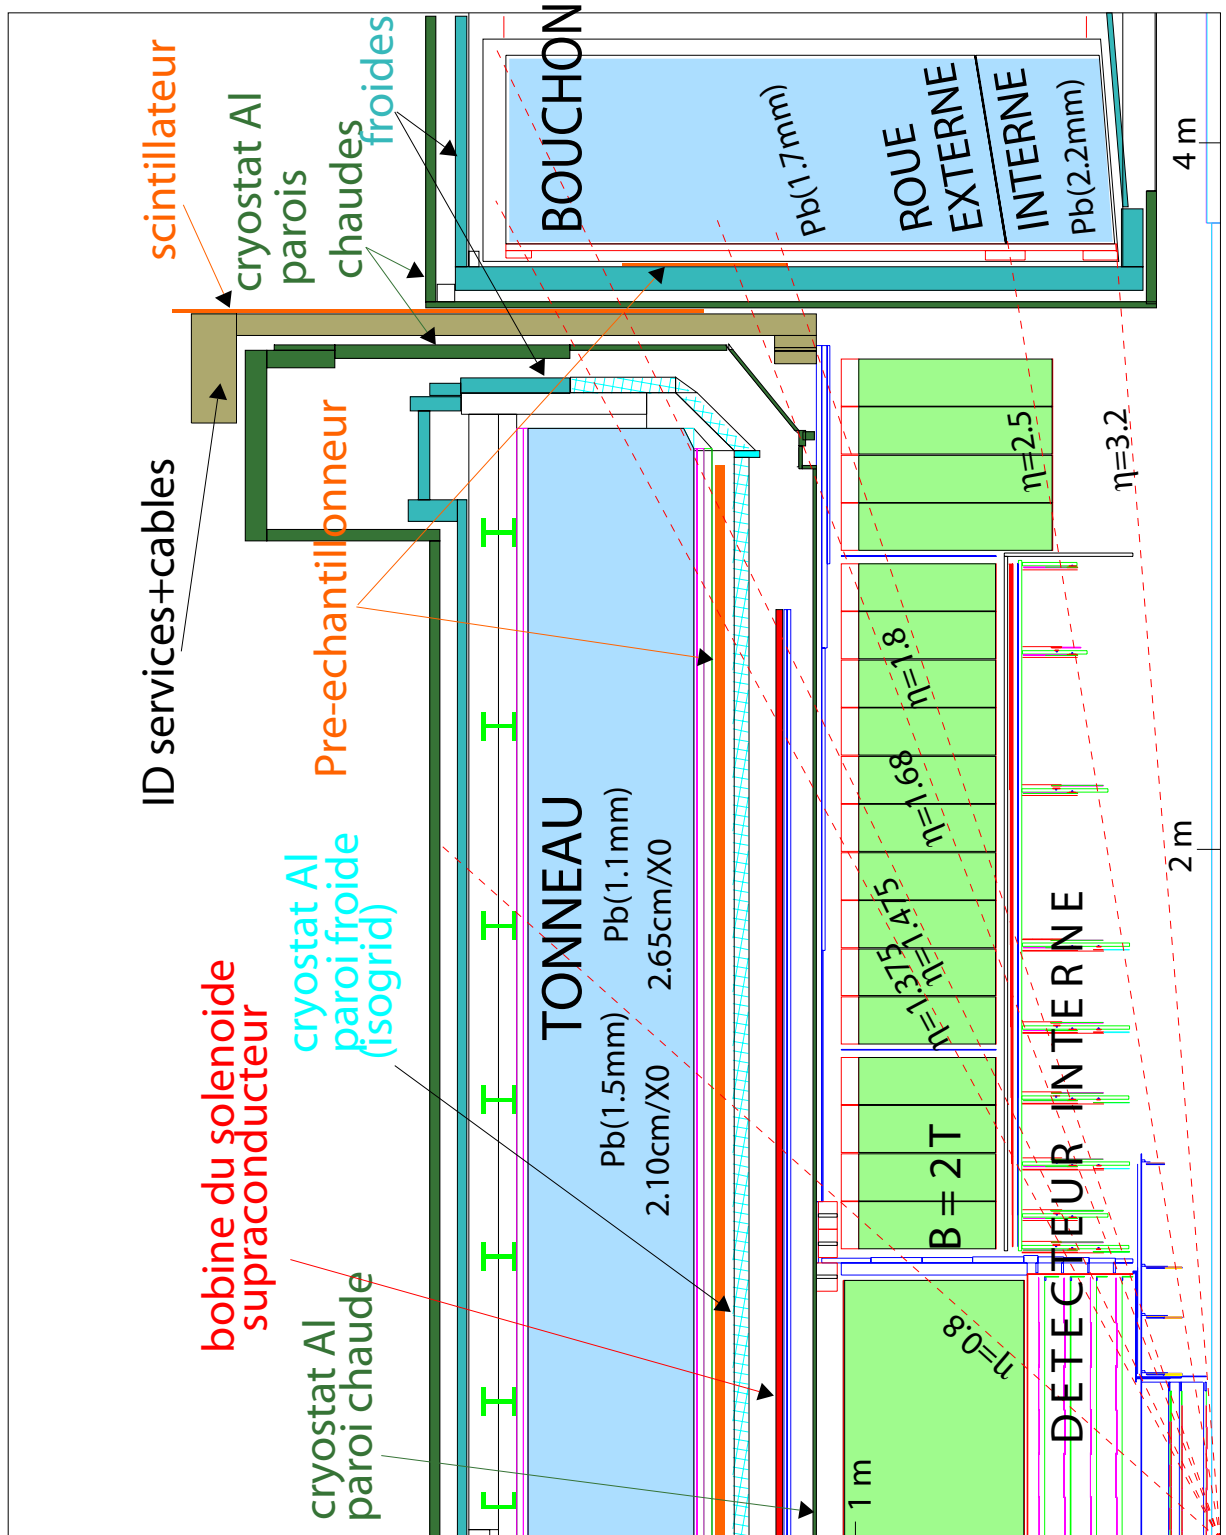 scintillateur
cryostat Al
parois
chaudes
froides
BOUCHON
Pb(1.7mm)
ROUE
EXTERNE
INTERNE
Pb(2.2mm)
4 m
ID services+cables
Pre-echantillonneur
η=2.5
η=3.2
η=1.8
η=1.68
η=1.475
η=1.375
TONNEAU
Pb(1.1mm)
2.65cm/X0
Pb(1.5mm)
2.10cm/X0
2 m
cryostat Al
paroi froide
(isogrid)
bobine du solenoide
supraconducteur
cryostat Al
paroi chaude
B = 2 T
DETECTEUR INTERNE
η=0.8
1 m